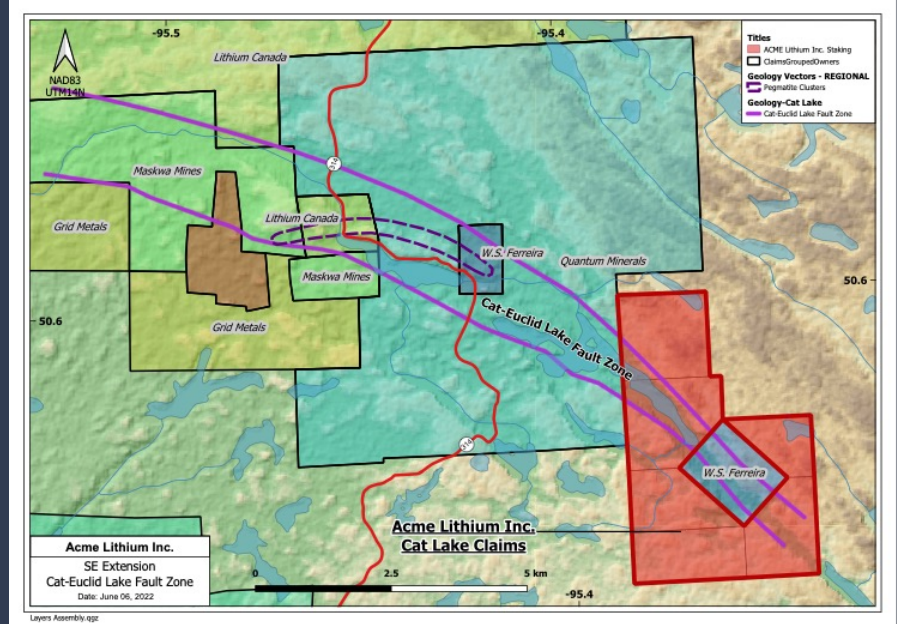 -95.5
-95.4
NAD83
UTM14N
Lithium Canada
Titles
ACME Lithium Inc. Staking
ClaimsGroupedOwners
Geology Vectors - REGIONAL
Pegmatite Clusters
Geology-Cat Lake
Cat-Euclid Lake Fault Zone
314
Maskwa Mines
Lithium Canada
Grid Metals
W.S. Ferreira
Quantum Minerals
Maskwa Mines
50.6
Cat-Euclid Lake Fault Zone
50.6
Grid Metals
314
W.S. Ferreira
Acme Lithium Inc.
Cat Lake Claims
Acme Lithium Inc.
SE Extension
Cat-Euclid Lake Fault Zone
Date: June 06, 2022
0
2.5
5 km
-95.4
Layers Assembly.qgz